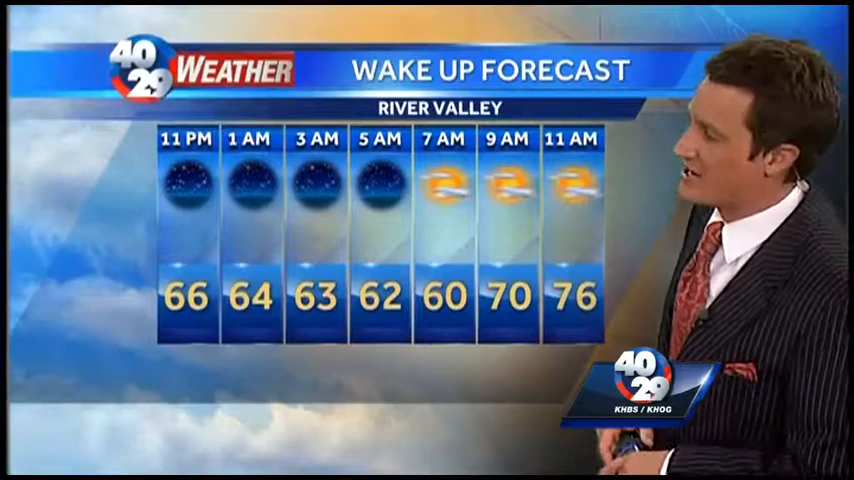 40
29
WEATHER
WAKE UP FORECAST
RIVER VALLEY
11 PM 1 AM 3 AM 5 AM 7 AM 9 AM 11 AM
66 64 63 62 60 70 76
40
29
KHBS / KHOG